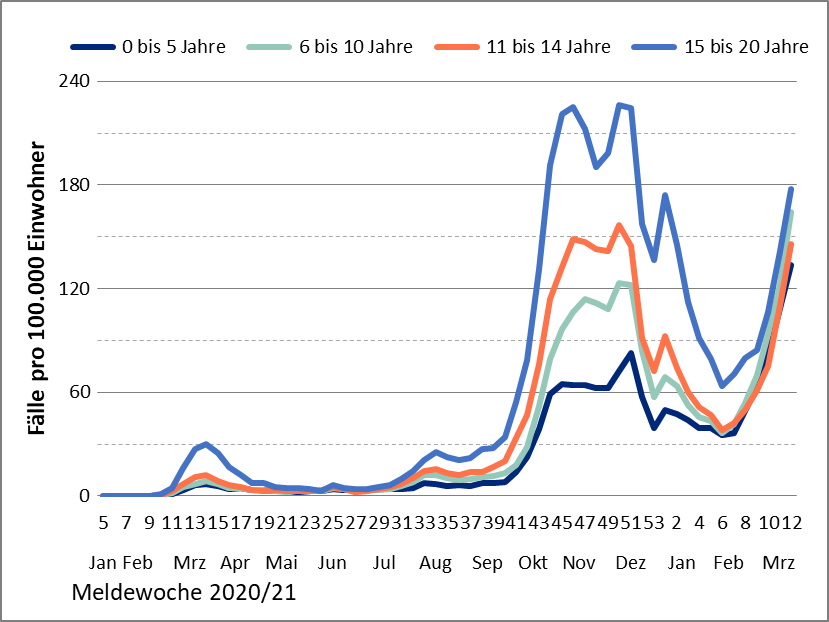 0 bis 5 Jahre 6 bis 10 Jahre 11 bis 14 Jahre 15 bis 20 Jahre
240
180
120
60
0
Fälle pro 100.000 Einwohner
5 7 9 11 13 15 17 19 21 23 25 27 29 31 33 35 37 39 41 43 45 47 49 51 53 2 4 6 8 10 12
Jan Feb Mrz Apr Mai Jun Jul Aug Sep Okt Nov Dez Jan Feb Mrz
Meldewoche 2020/21